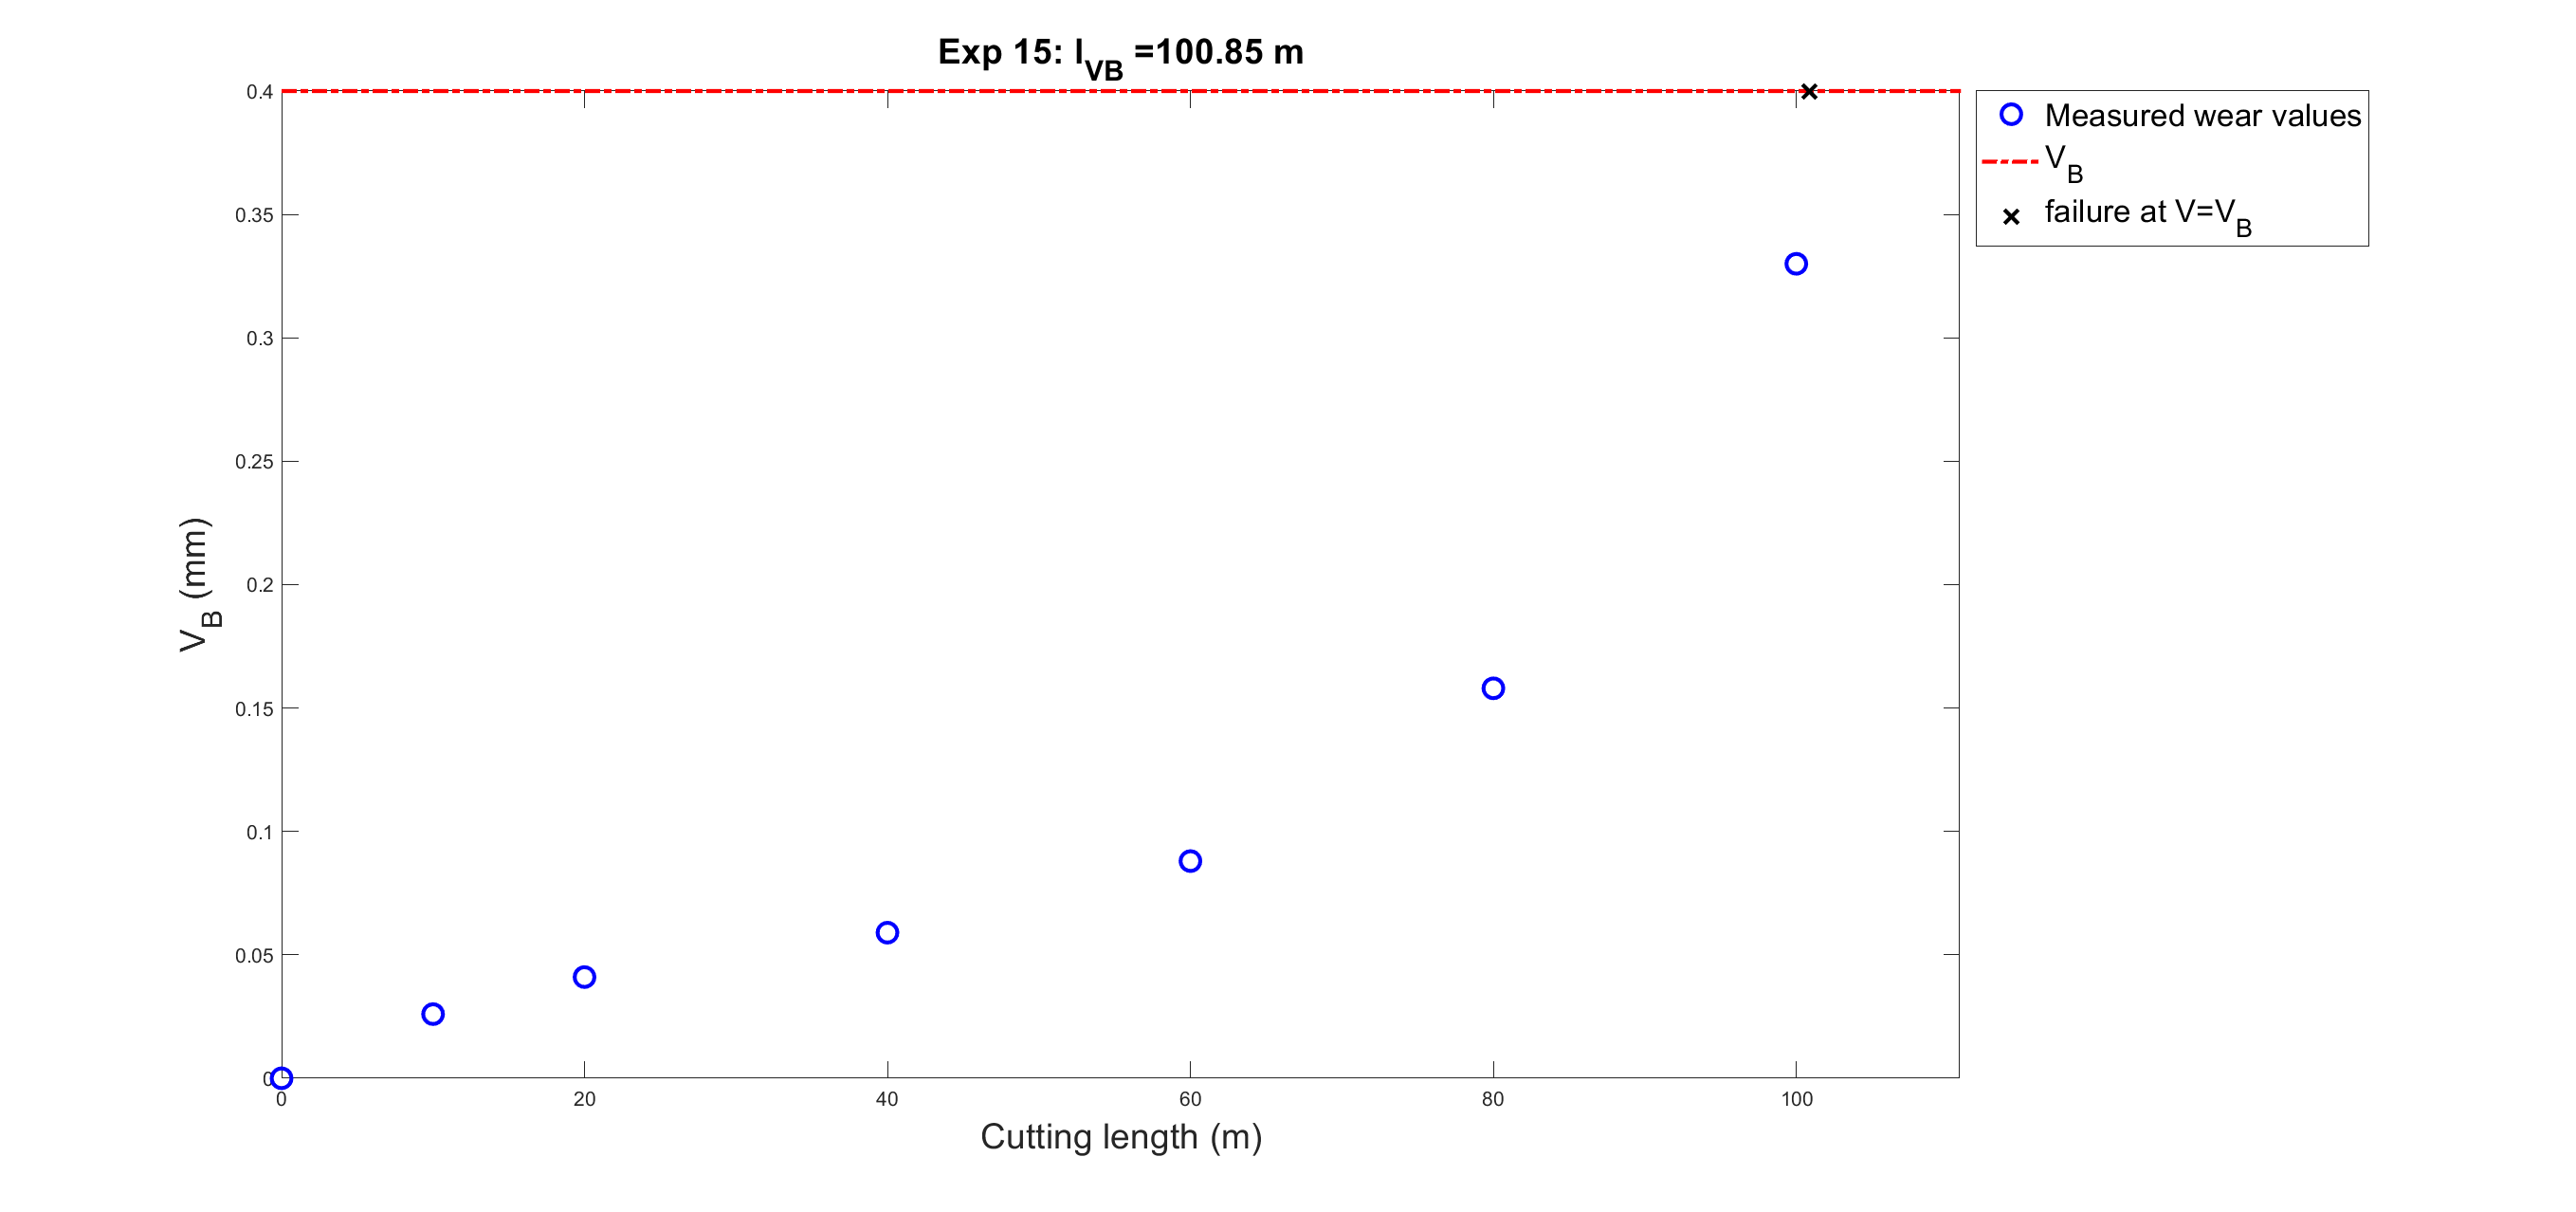 Exp 15: l_VB =100.85 m
0.4
0.35
0.3
0.25
0.2
0.15
0.1
0.05
0
V_B (mm)
0 20 40 60 80 100
Cutting length (m)
Measured wear values
V_B
failure at V=V_B